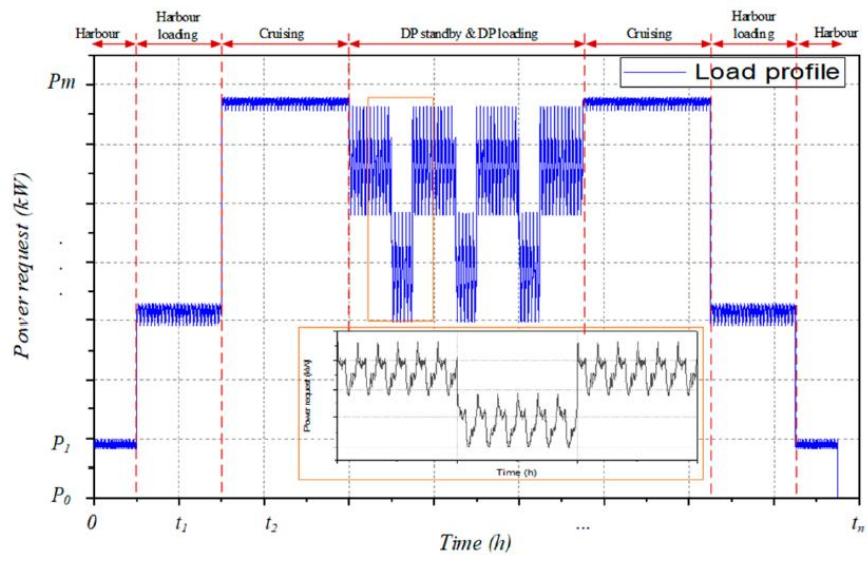 Harbour
Harbour
loading
Cruising
DP standby & DP loading
Cruising
Harbour
loading
Harbour
Load profile
Pm
.
.
.
P1
P0
Power request (kW)
Power request (kW)
Time (h)
0
t1
t2
...
tn
Time (h)